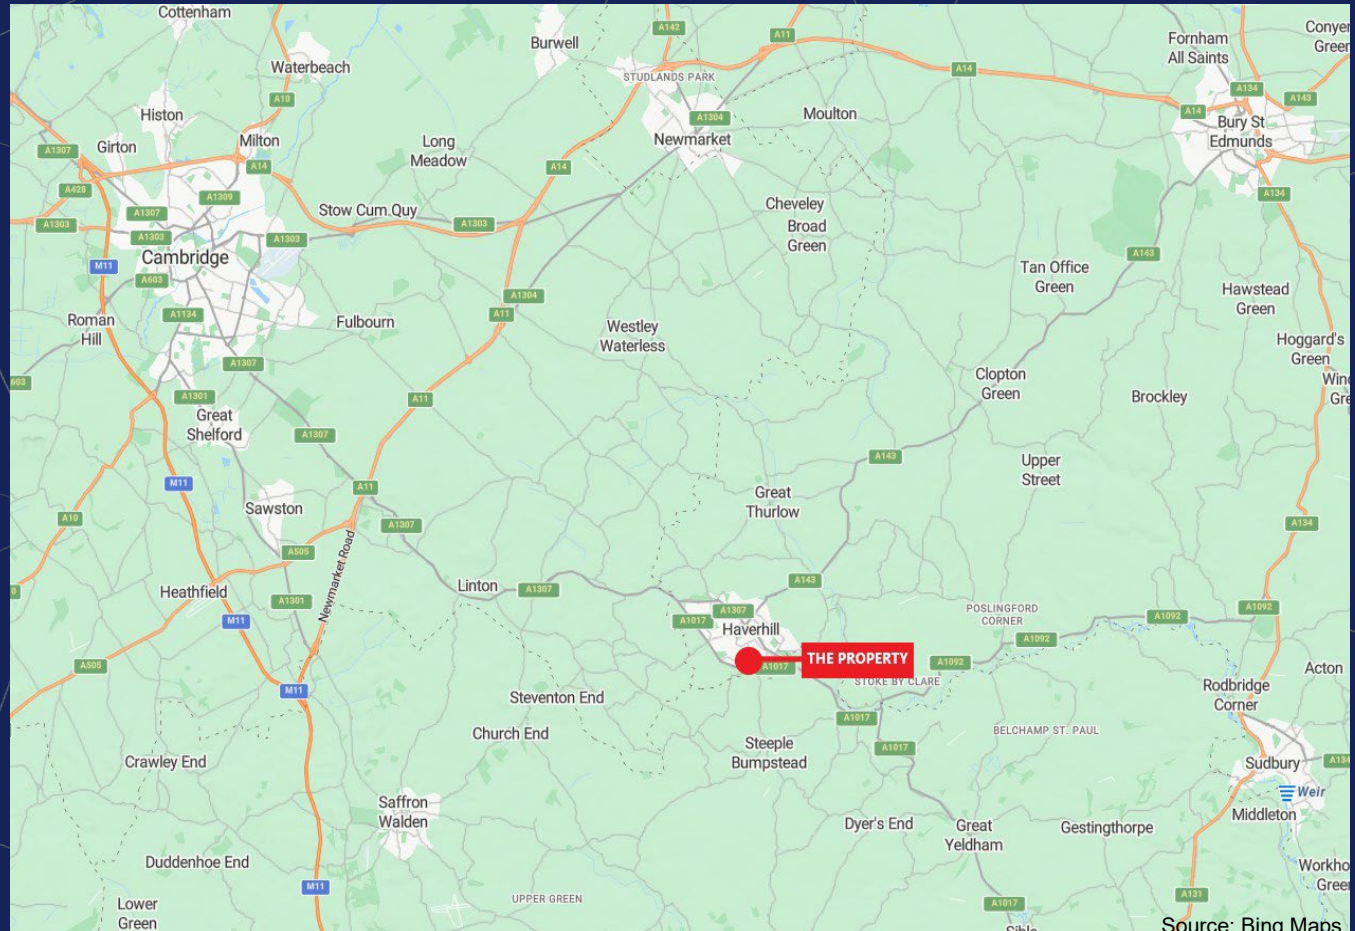 Cottenham
A142
A11
Conyer
Green
Burwell
Fornham
All Saints
Waterbeach
STUDLANDS PARK
A14
A134
A143
A10
Histon
A1304
Moulton
A14
Bury St
Edmunds
Girton
Milton
Long
Meadow
Newmarket
A1307
A14
A14
A428
A1309
A134
A1307
Stow Cum Quy
Cheveley
A1303
A1303
A1303
A1303
Broad
Green
Cambridge
A143
M11
A603
Tan Office
Green
A1304
Hawstead
Green
Roman
Hill
A1134
Fulbourn
A11
Westley
Waterless
Hoggard's
Green
A1307
603
Clopton
Green
A1301
A11
Brockley
Great
Shelford
A1307
A143
Upper
Street
M11
A11
Great
Thurlow
Sawston
A10
A1307
A134
A505
Newmarket Road
Heathfield
Linton
A1307
A143
0
A1301
A1307
POSLINGFORD
CORNER
A1092
A1092
M11
A1017
Haverhill
A1092
THE PROPERTY
A505
A1017
A1092
Acton
STOKE BY CLARE
M11
Steventon End
Rodbridge
Corner
A1017
Church End
BELCHAMP ST. PAUL
Steeple
Bumpstead
A1017
Crawley End
Sudbury
A134
Weir
Saffron
Walden
Middleton
Dyer's End
Great
Yeldham
Gestingthorpe
Duddenhoe End
Workho
Green
M11
A131
UPPER GREEN
A1017
Lower
Green
Source: Bing Maps